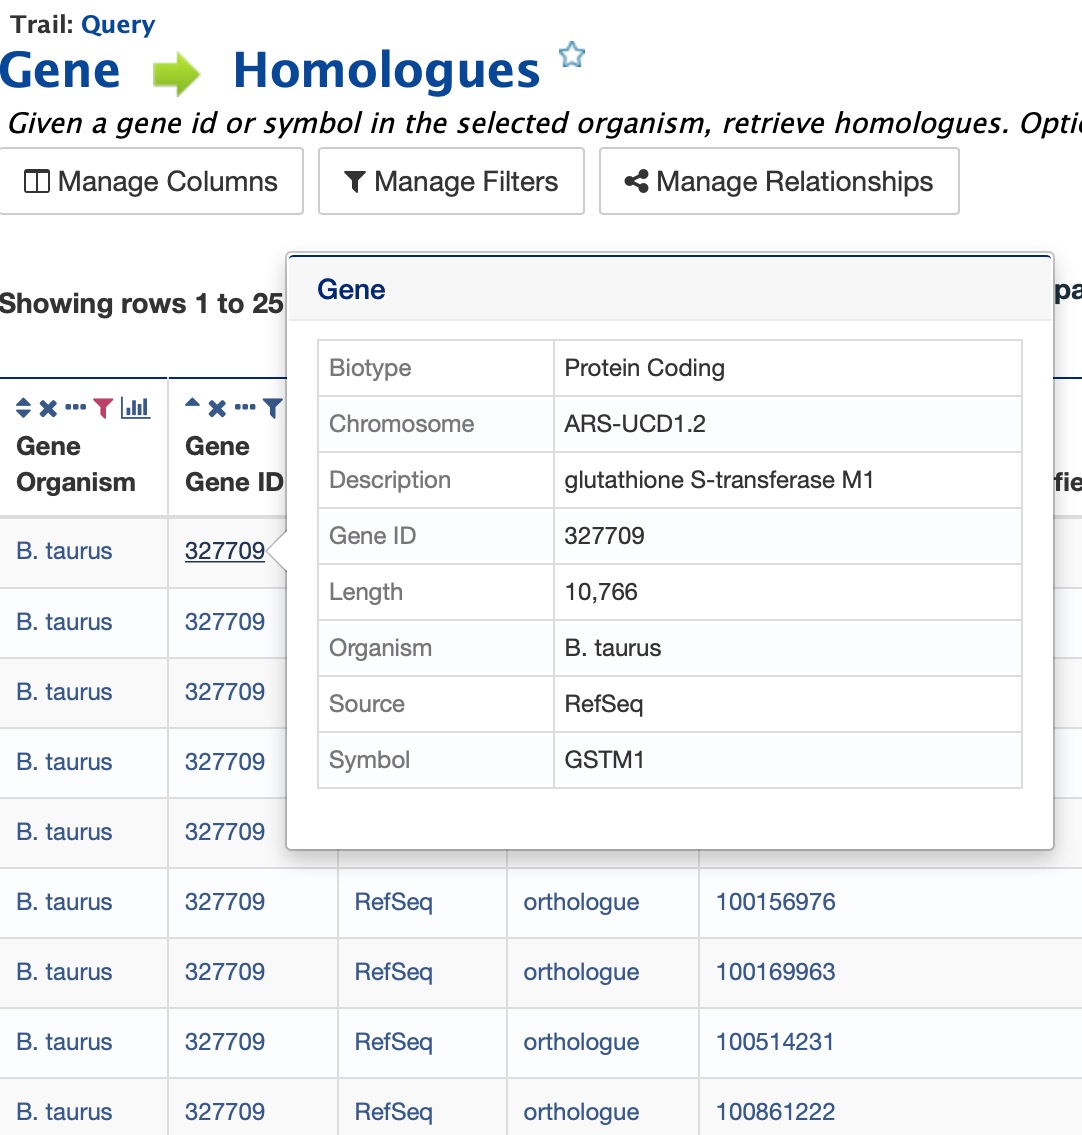 Trail: Query
Gene Homologues
Given a gene id or symbol in the selected organism, retrieve homologues.
Manage Columns Manage Filters Manage Relationships
Showing rows 1 to 25
Gene
Biotype Protein Coding
Chromosome ARS-UCD1.2
Description glutathione S-transferase M1
Gene ID 327709
Length 10,766
Organism B. taurus
Source RefSeq
Symbol GSTM1
Gene Organism
Gene Gene ID
B. taurus 327709
B. taurus 327709
B. taurus 327709
B. taurus 327709
B. taurus 327709
B. taurus 327709 RefSeq orthologue 100156976
B. taurus 327709 RefSeq orthologue 100169963
B. taurus 327709 RefSeq orthologue 100514231
B. taurus 327709 RefSeq orthologue 100861222